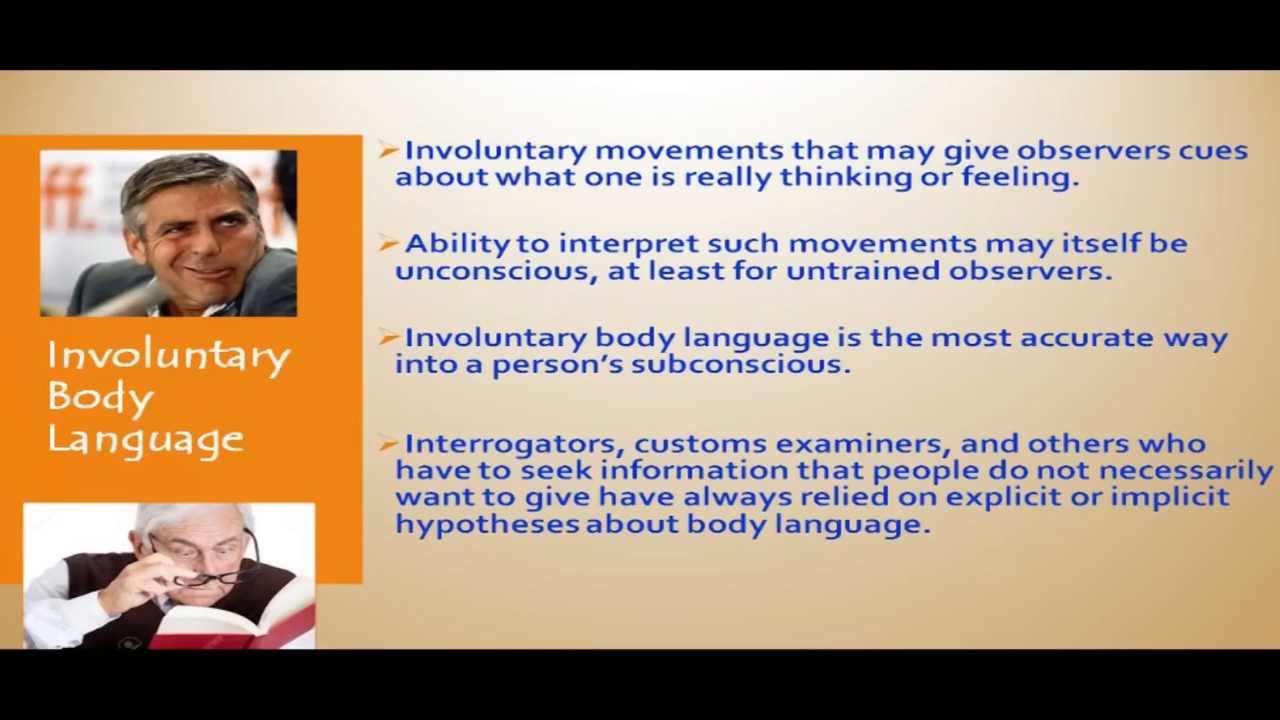 Involuntary
Body
Language
➢Involuntary movements that may give observers cues
about what one is really thinking or feeling.
➢Ability to interpret such movements may itself be
unconscious, at least for untrained observers.
➢Involuntary body language is the most accurate way
into a person’s subconscious.
➢Interrogators, customs examiners, and others who
have to seek information that people do not necessarily
want to give have always relied on explicit or implicit
hypotheses about body language.